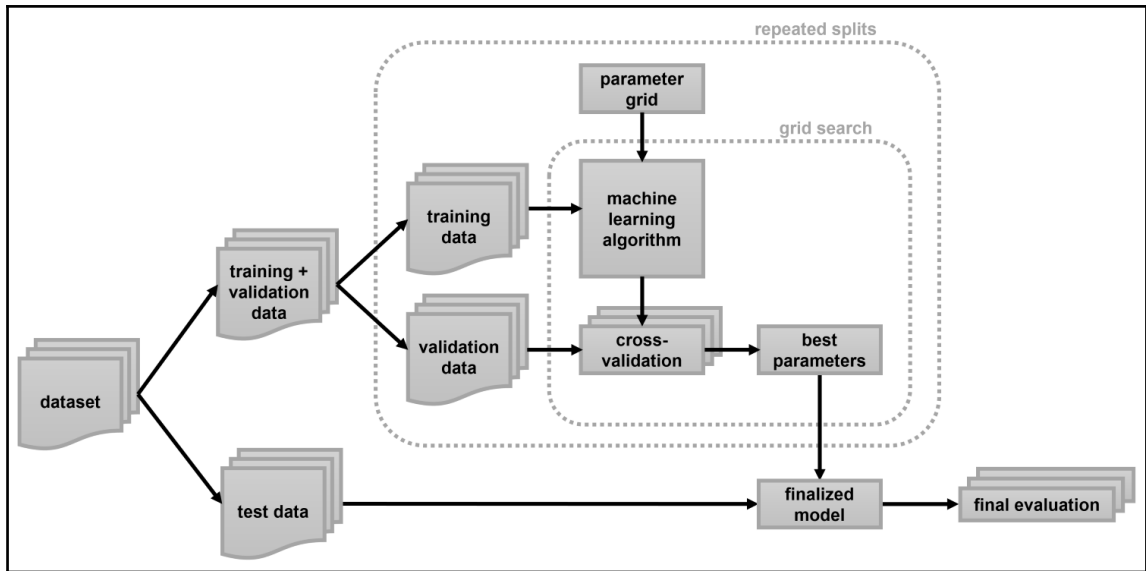 repeated splits
parameter
grid
grid search
machine
learning
algorithm
training
data
training +
validation
data
validation
data
cross-
validation
best
parameters
dataset
test data
finalized
model
final evaluation